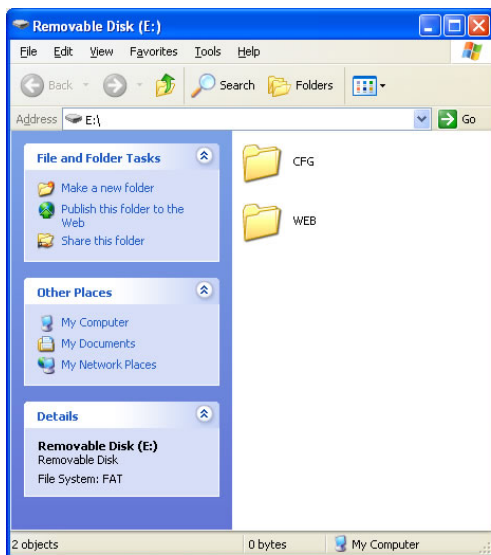 Removable Disk (E:)
File Edit View Favorites Tools Help
Back Search Folders
Address E:\ Go
File and Folder Tasks
Make a new folder
Publish this folder to the
Web
Share this folder
Other Places
My Computer
My Documents
My Network Places
Details
Removable Disk (E:)
Removable Disk
File System: FAT
CFG
WEB
2 objects 0 bytes My Computer